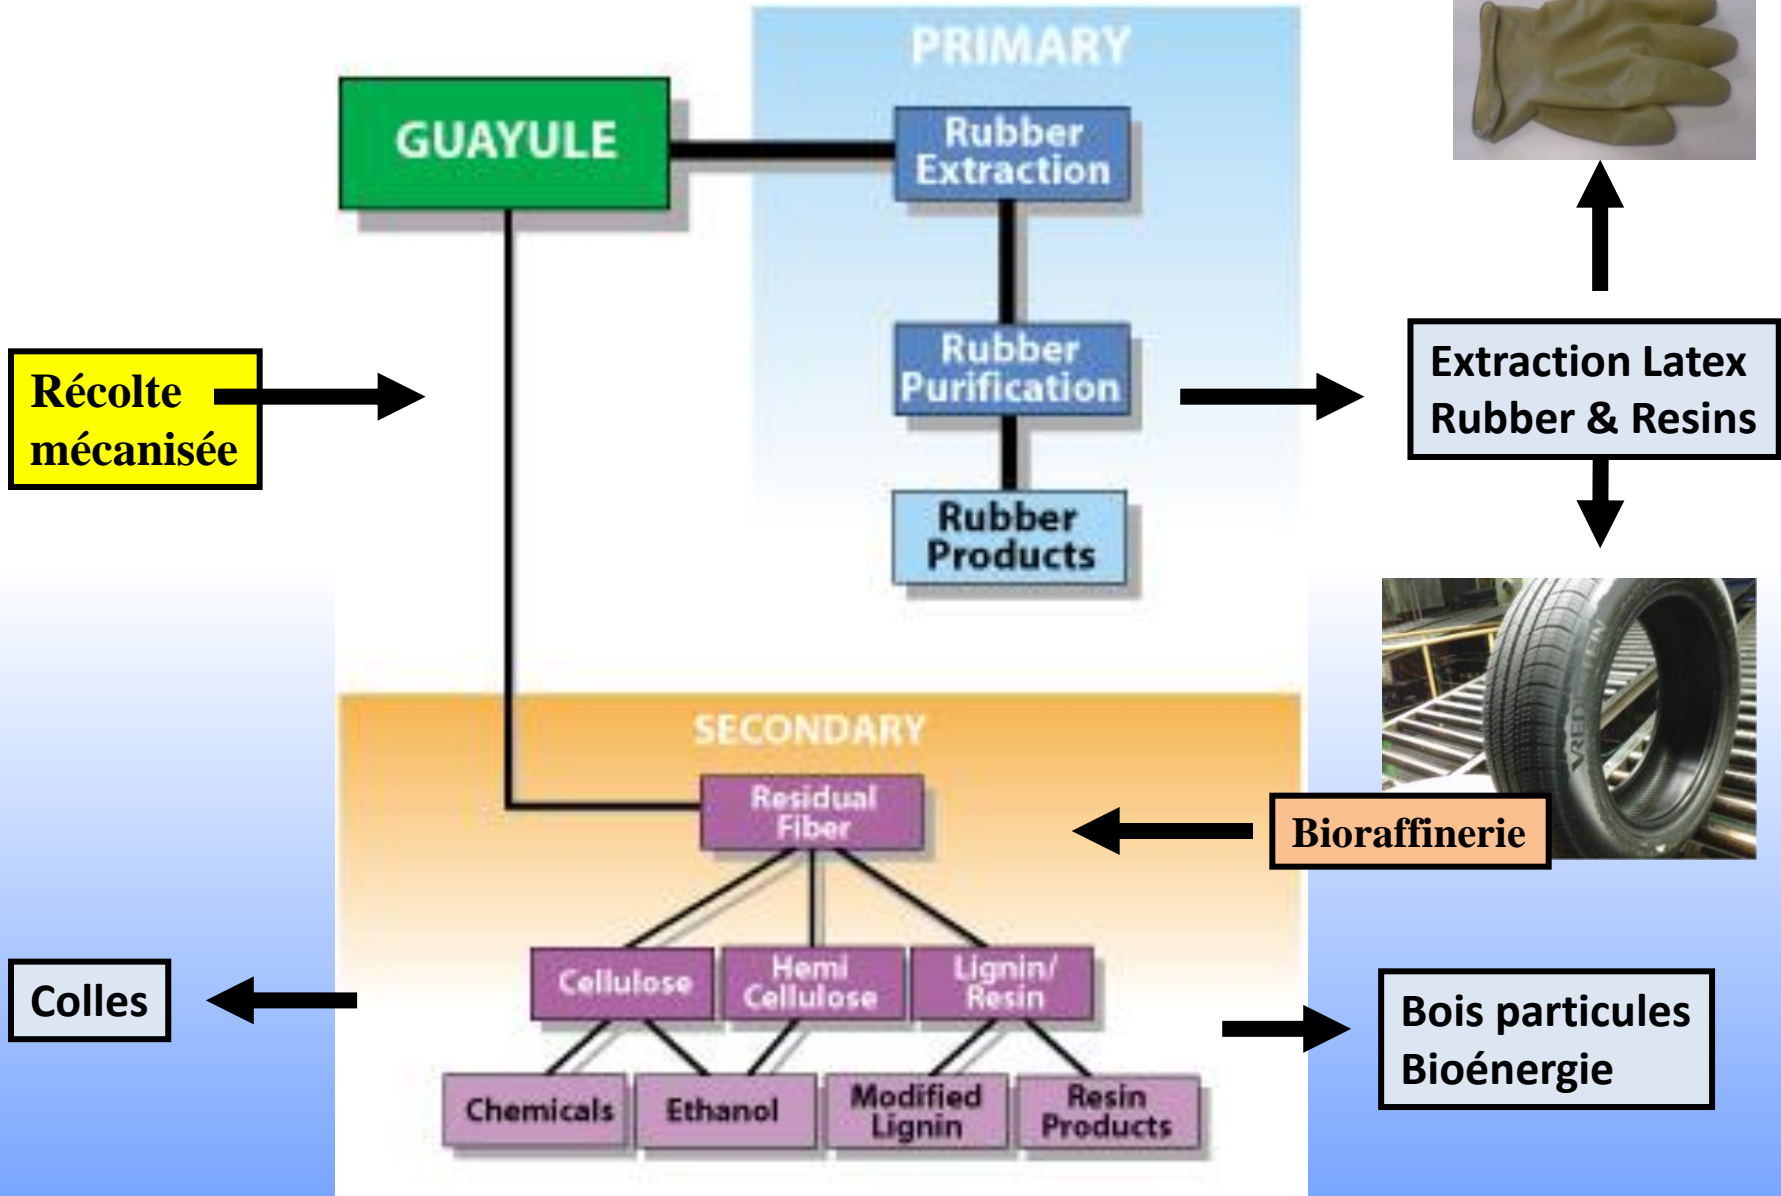 PRIMARY
GUAYULE
Rubber
Extraction
Rubber
Purification
Rubber
Products
Récolte
mécanisée
Extraction Latex
Rubber & Resins
SECONDARY
Residual
Fiber
Bioraffinerie
Cellulose
Hemi
Cellulose
Lignin/
Resin
Colles
Bois particules
Bioénergie
Chemicals
Ethanol
Modified
Lignin
Resin
Products